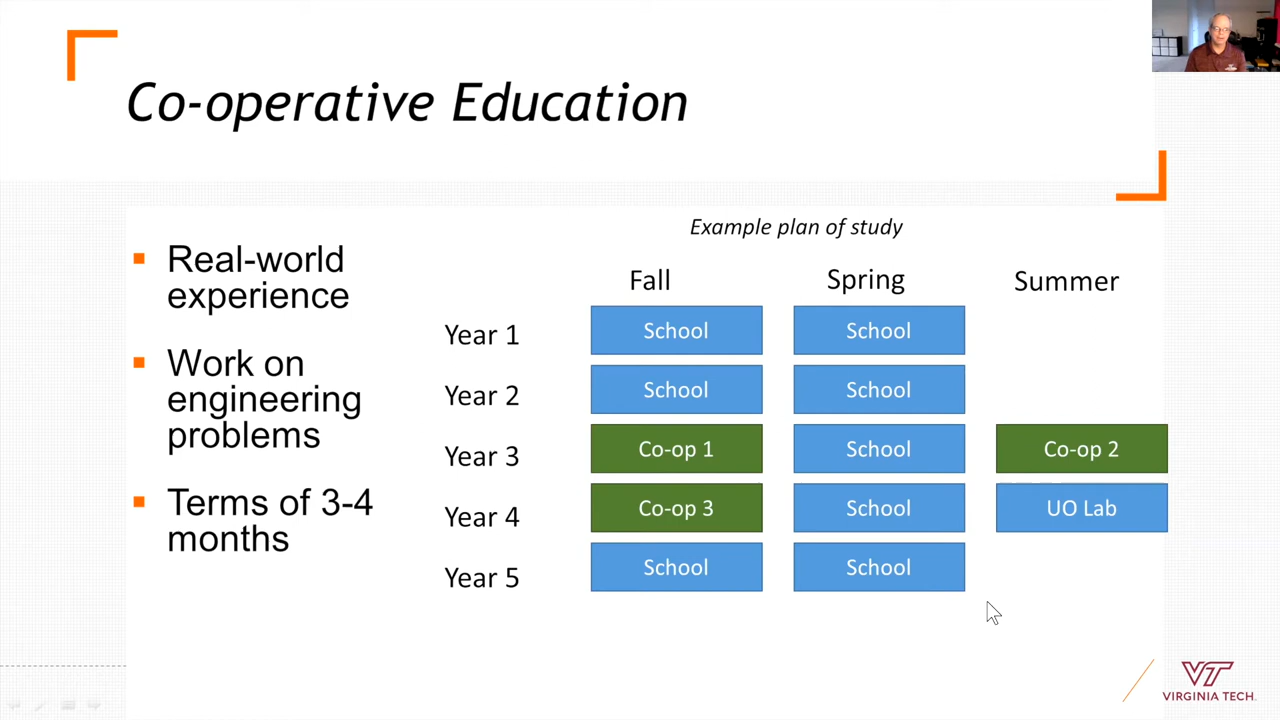 Co-operative Education
Real-world
experience
Work on
engineering
problems
Terms of 3-4
months
Example plan of study
Fall Spring Summer
Year 1 School School
Year 2 School School
Year 3 Co-op 1 School Co-op 2
Year 4 Co-op 3 School UO Lab
Year 5 School School
VT
VIRGINIA TECH.